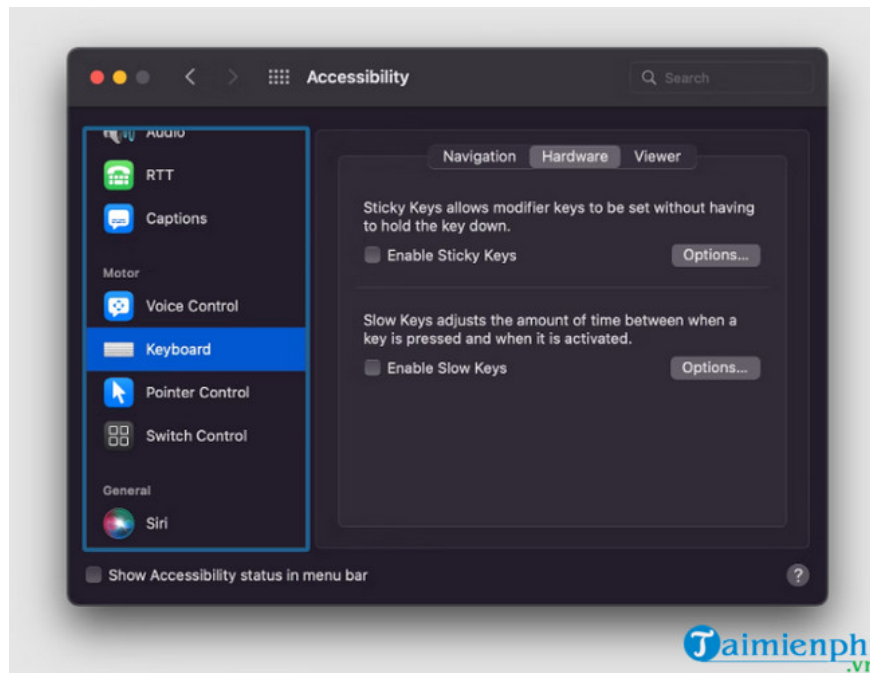 Accessibility
Search
Audio
RTT
Captions
Motor
Voice Control
Keyboard
Pointer Control
Switch Control
General
Siri
Navigation Hardware Viewer
Sticky Keys allows modifier keys to be set without having
to hold the key down.
Enable Sticky Keys Options...
Slow Keys adjusts the amount of time between when a
key is pressed and when it is activated.
Enable Slow Keys Options...
Show Accessibility status in menu bar
?
Taimienph
.vn